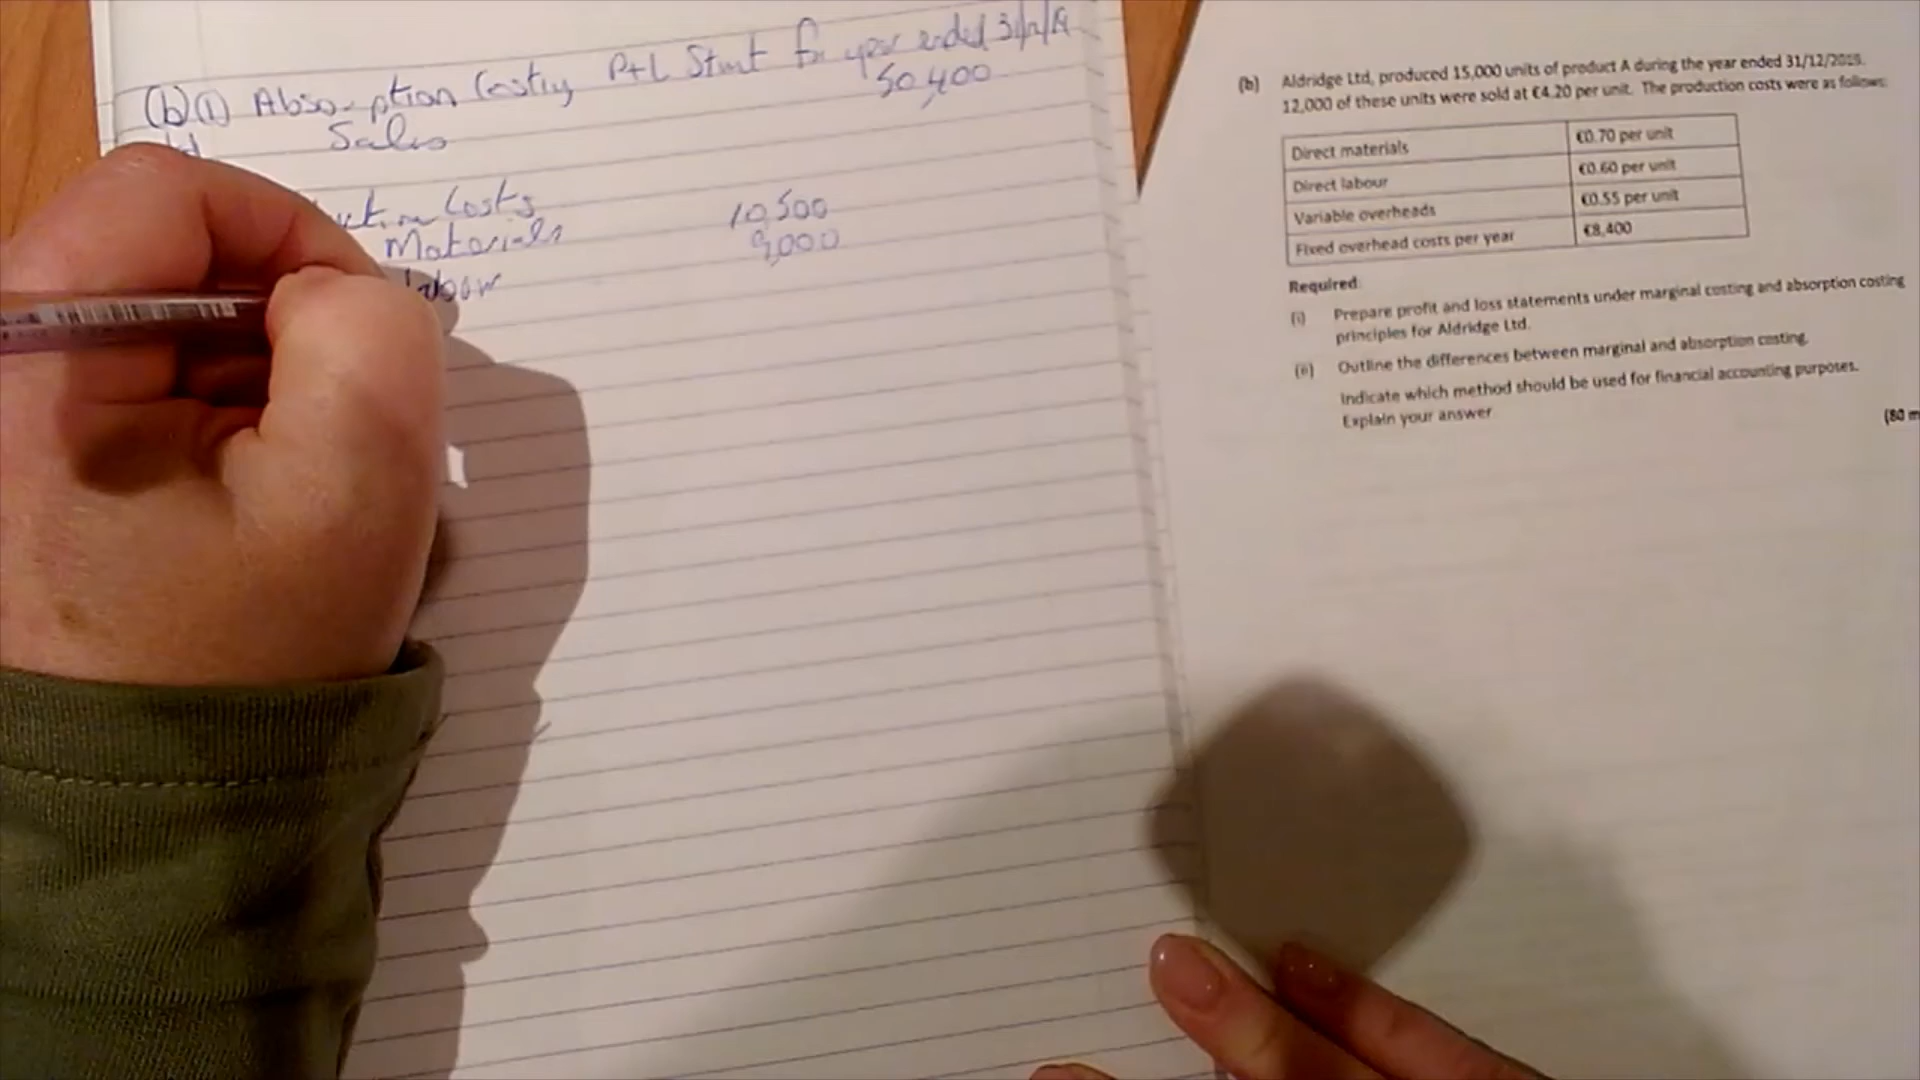 (b)(1) Absorption Costing P+L Stmt for year ended 31/12/19
Sales 50,400
Costs
Materials 10,500
labour 9,000
(b) Aldridge Ltd, produced 15,000 units of product A during the year ended 31/12/2019.
12,000 of these units were sold at €4.20 per unit. The production costs were as follows:
Direct materials €0.70 per unit
Direct labour €0.60 per unit
Variable overheads €0.55 per unit
Fixed overhead costs per year €8,400
Required:
(i) Prepare profit and loss statements under marginal costing and absorption costing
principles for Aldridge Ltd.
(ii) Outline the differences between marginal and absorption costing.
Indicate which method should be used for financial accounting purposes.
Explain your answer.
(80 m